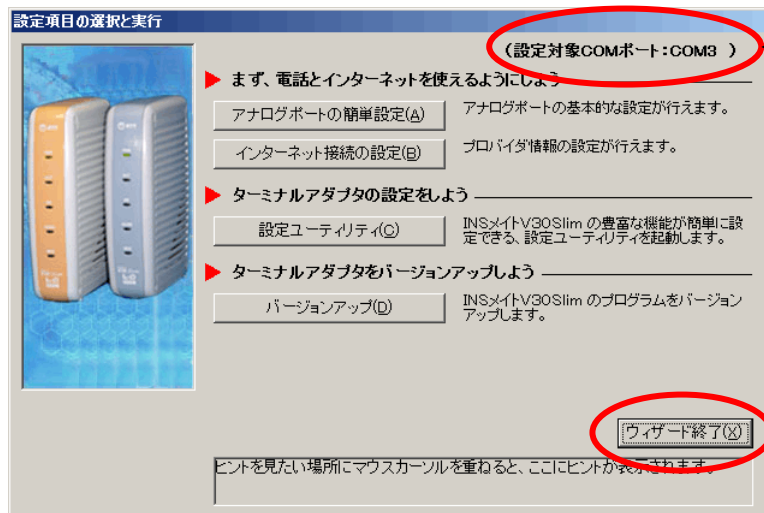 設定項目の選択と実行
(設定対象COMポート:COM3 )
まず、電話とインターネットを使えるようにしよう
アナログポートの簡単設定(A)
アナログポートの基本的な設定が行えます。
インターネット接続の設定(B)
プロバイダ情報の設定が行えます。
ターミナルアダプタの設定をしよう
設定ユーティリティ(C)
INSメイトV30Slim の豊富な機能が簡単に設
定できる、設定ユーティリティを起動します。
ターミナルアダプタをバージョンアップしよう
バージョンアップ(D)
INSメイトV30Slim のプログラムをバージョン
アップします。
ウィザード終了(X)
ヒントを見たい場所にマウスカーソルを重ねると、ここにヒントが表示されます。